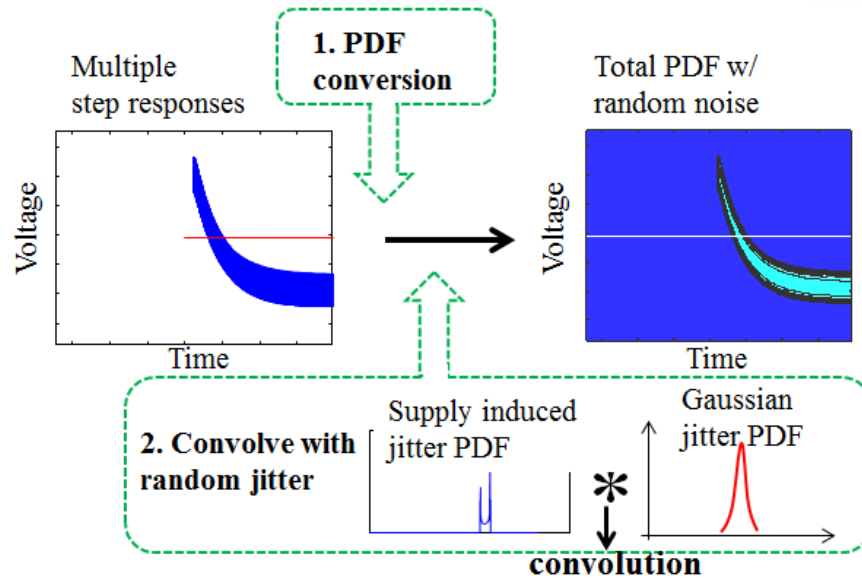 1. PDF
conversion
Multiple
step responses
Total PDF w/
random noise
Voltage
Time
Voltage
Time
2. Convolve with
random jitter
Supply induced
jitter PDF
*
Gaussian
jitter PDF
convolution